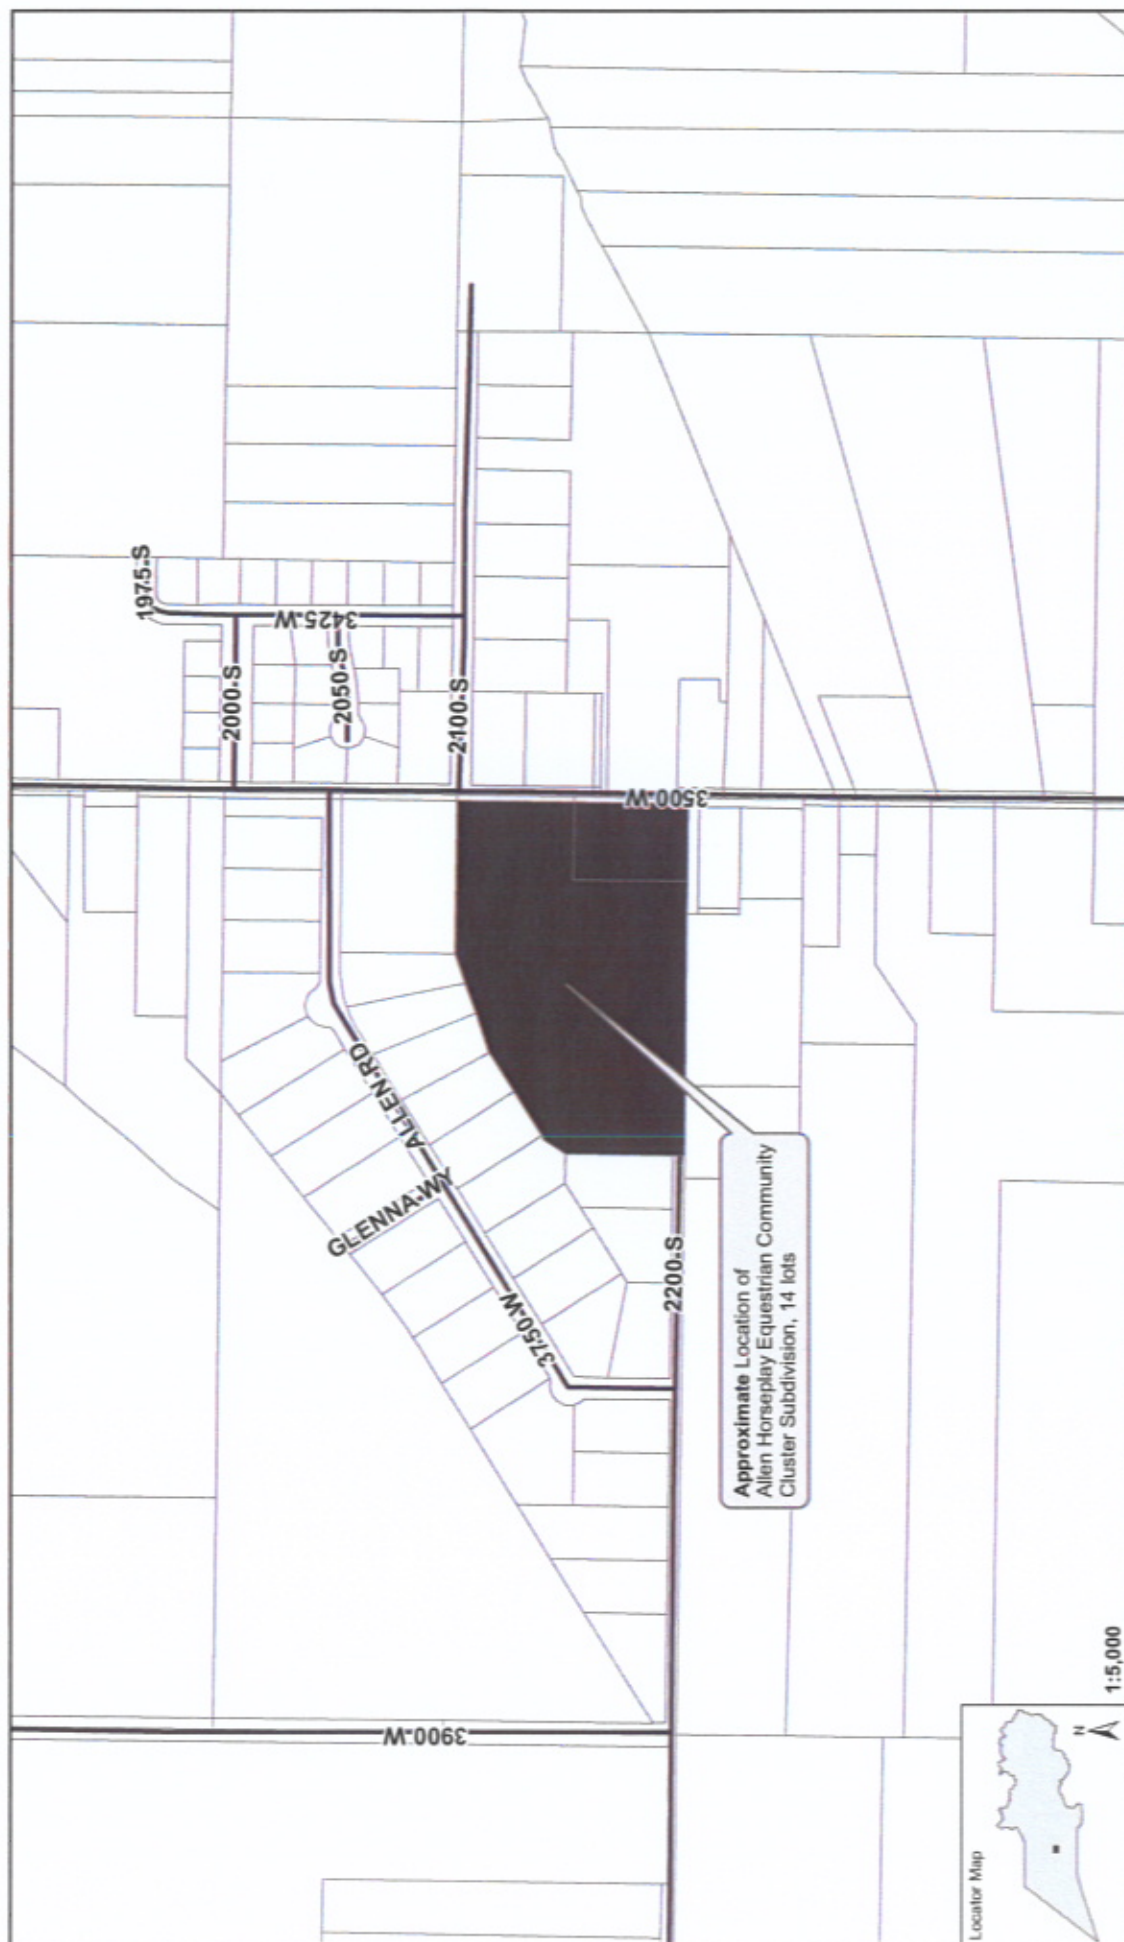 1975-S
3425-W
2000-S
2050-S
2100-S
3500-W
ALLEN-RD
GLENNA-WY
3750-W
2200-S
3900-W
Approximate Location of
Allen Horseplay Equestrian Community
Cluster Subdivision, 14 lots
Locator Map
N
1:5,000